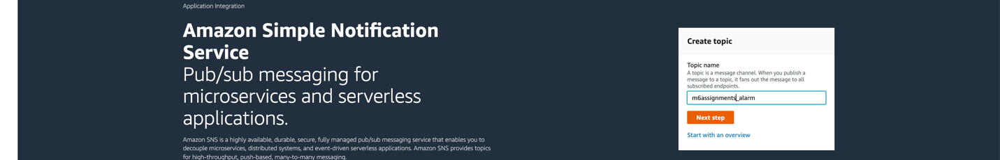 Application Integration
Amazon Simple Notification
Service
Pub/sub messaging for
microservices and serverless
applications.
Amazon SNS is a highly available, durable, secure, fully managed pub/sub messaging service that enables you to
decouple microservices, distributed systems, and event-driven serverless applications. Amazon SNS provides topics
for high-throughput, push-based, many-to-many messaging.
Create topic
Topic name
A topic is a message channel. When you publish a
message to a topic, it fans out the message to all
subscribed endpoints.
m6assignments_alarm
Next step
Start with an overview